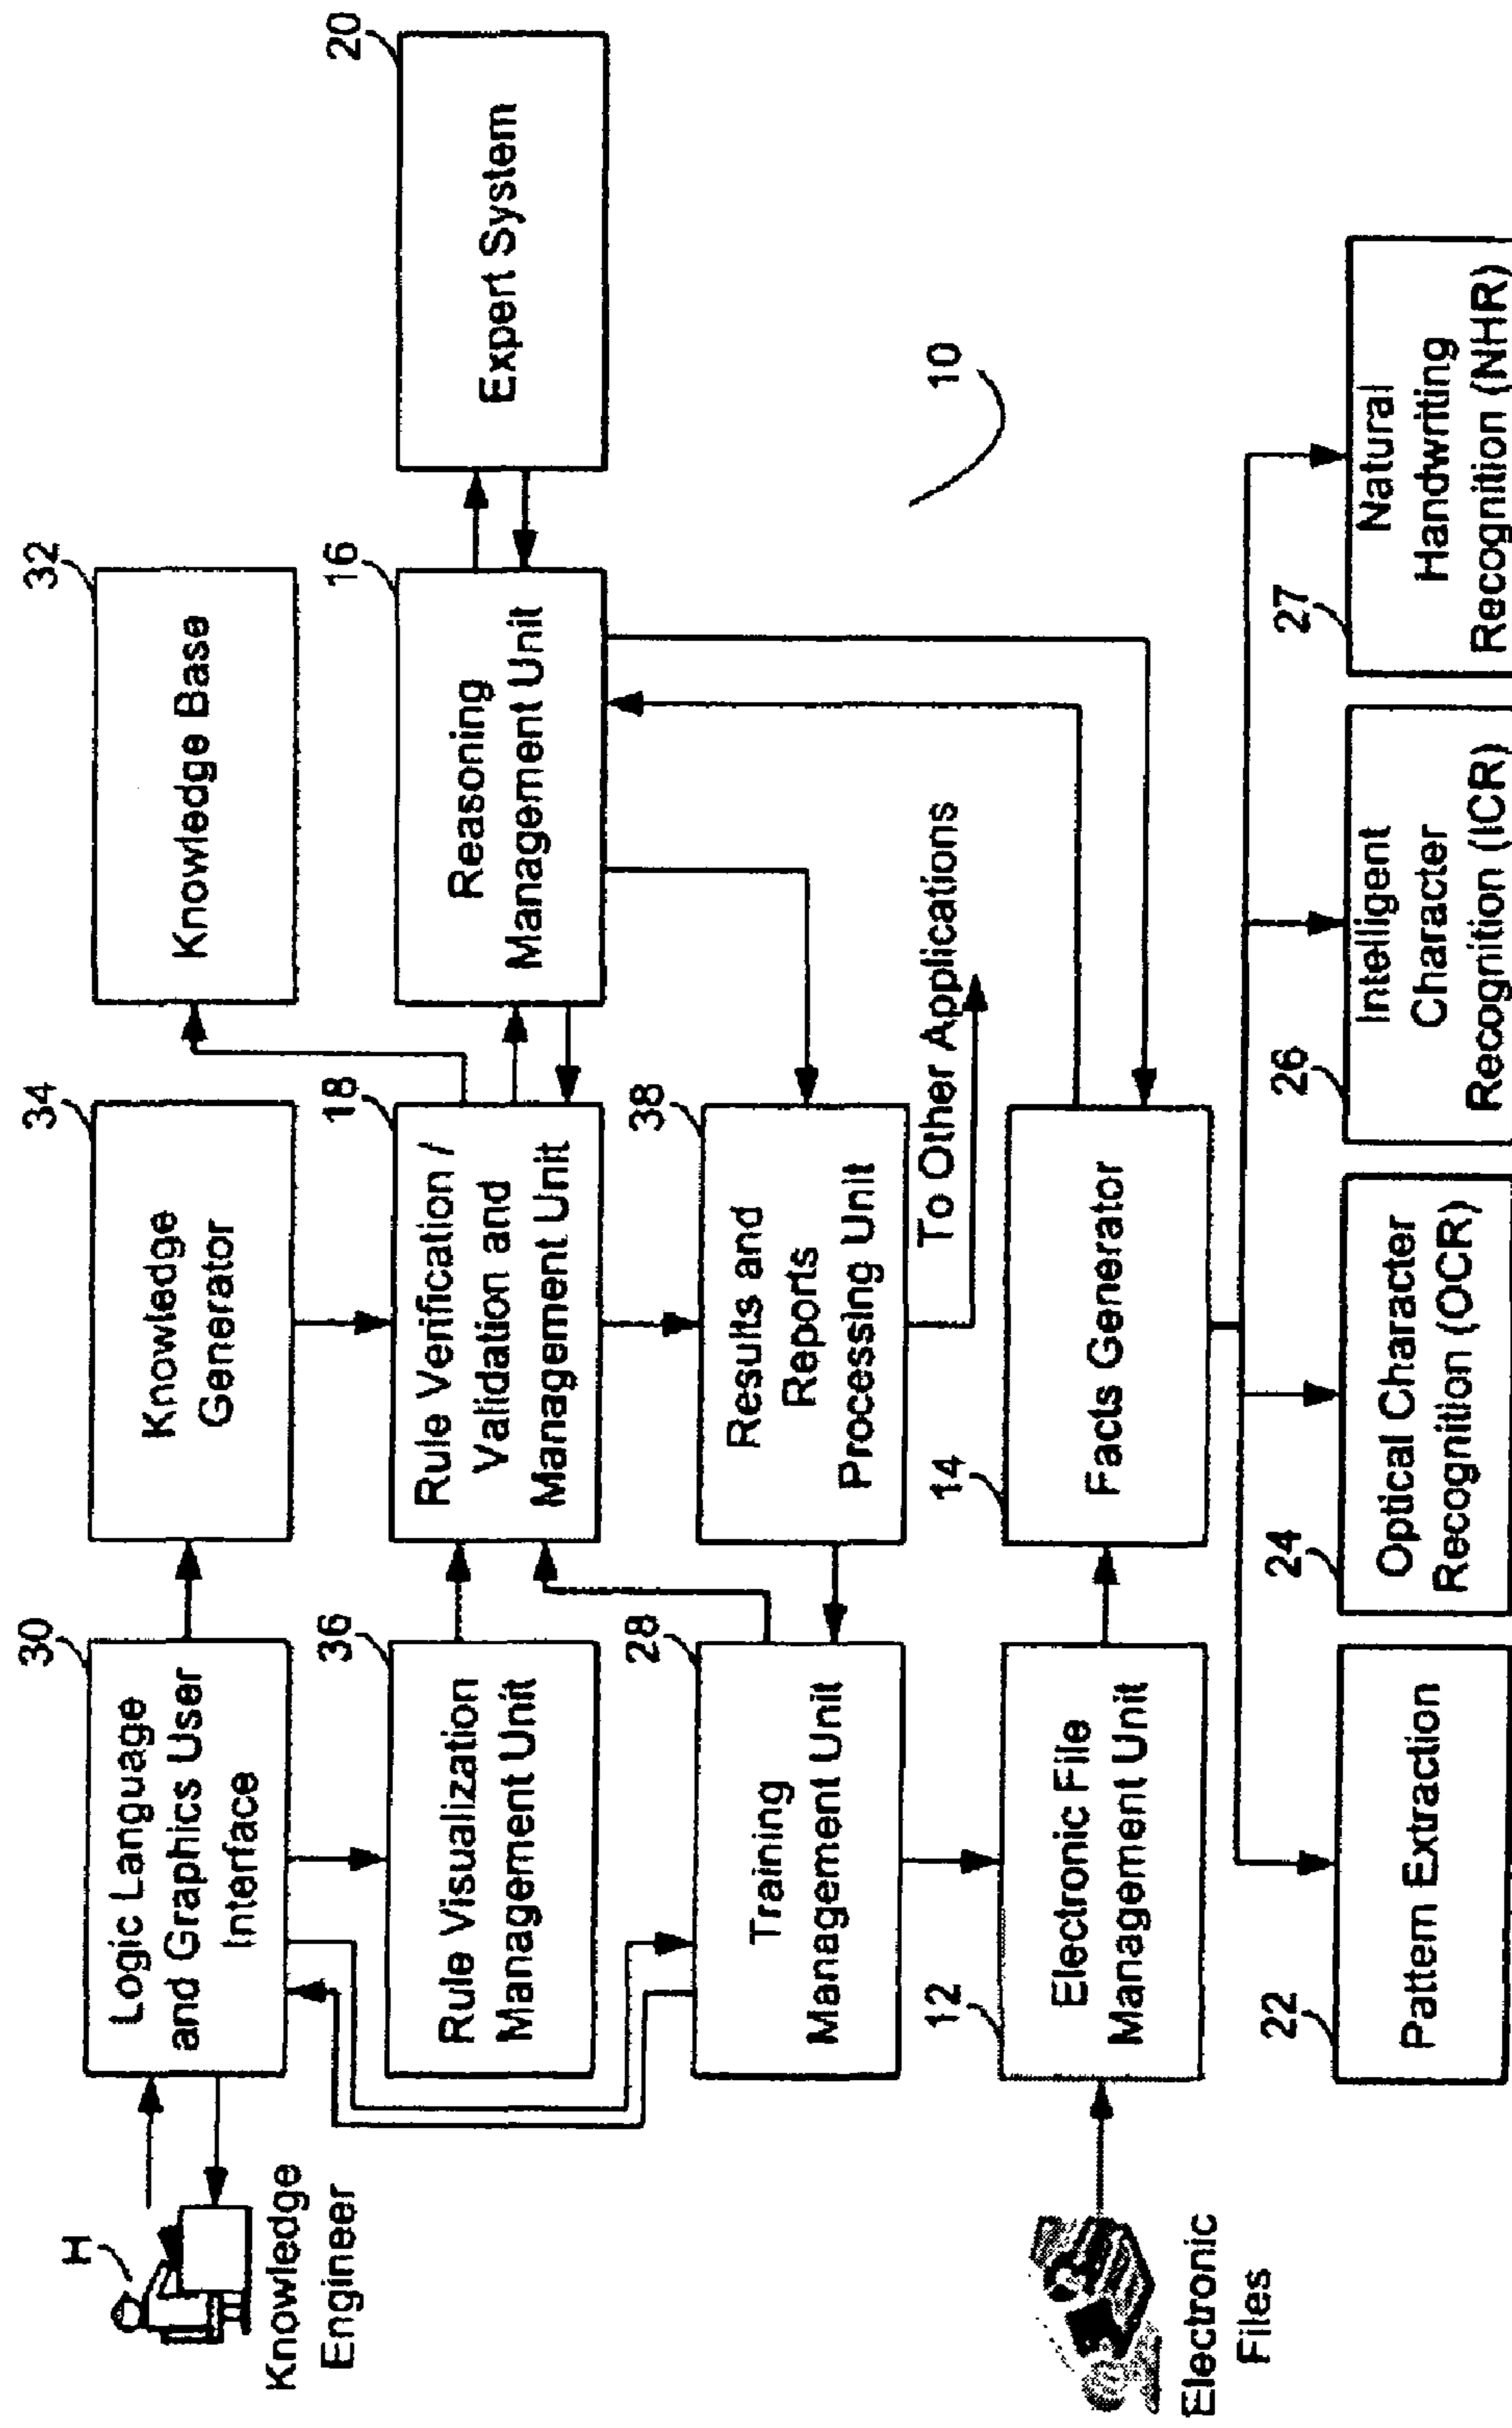 H
Knowledge
Engineer
30
Logic Language
and Graphics User
Interface
34
Knowledge
Generator
32
Knowledge Base
36
Rule Visualization
Management Unit
18
Rule Verification /
Validation and
Management Unit
16
Reasoning
Management Unit
20
Expert System
28
Training
Management Unit
38
Results and
Reports
Processing Unit
To Other Applications
10
Electronic
Files
12
Electronic File
Management Unit
14
Facts Generator
22
Pattern Extraction
24
Optical Character
Recognition (OCR)
26
Intelligent
Character
Recognition (ICR)
27
Natural
Handwriting
Recognition (NHR)